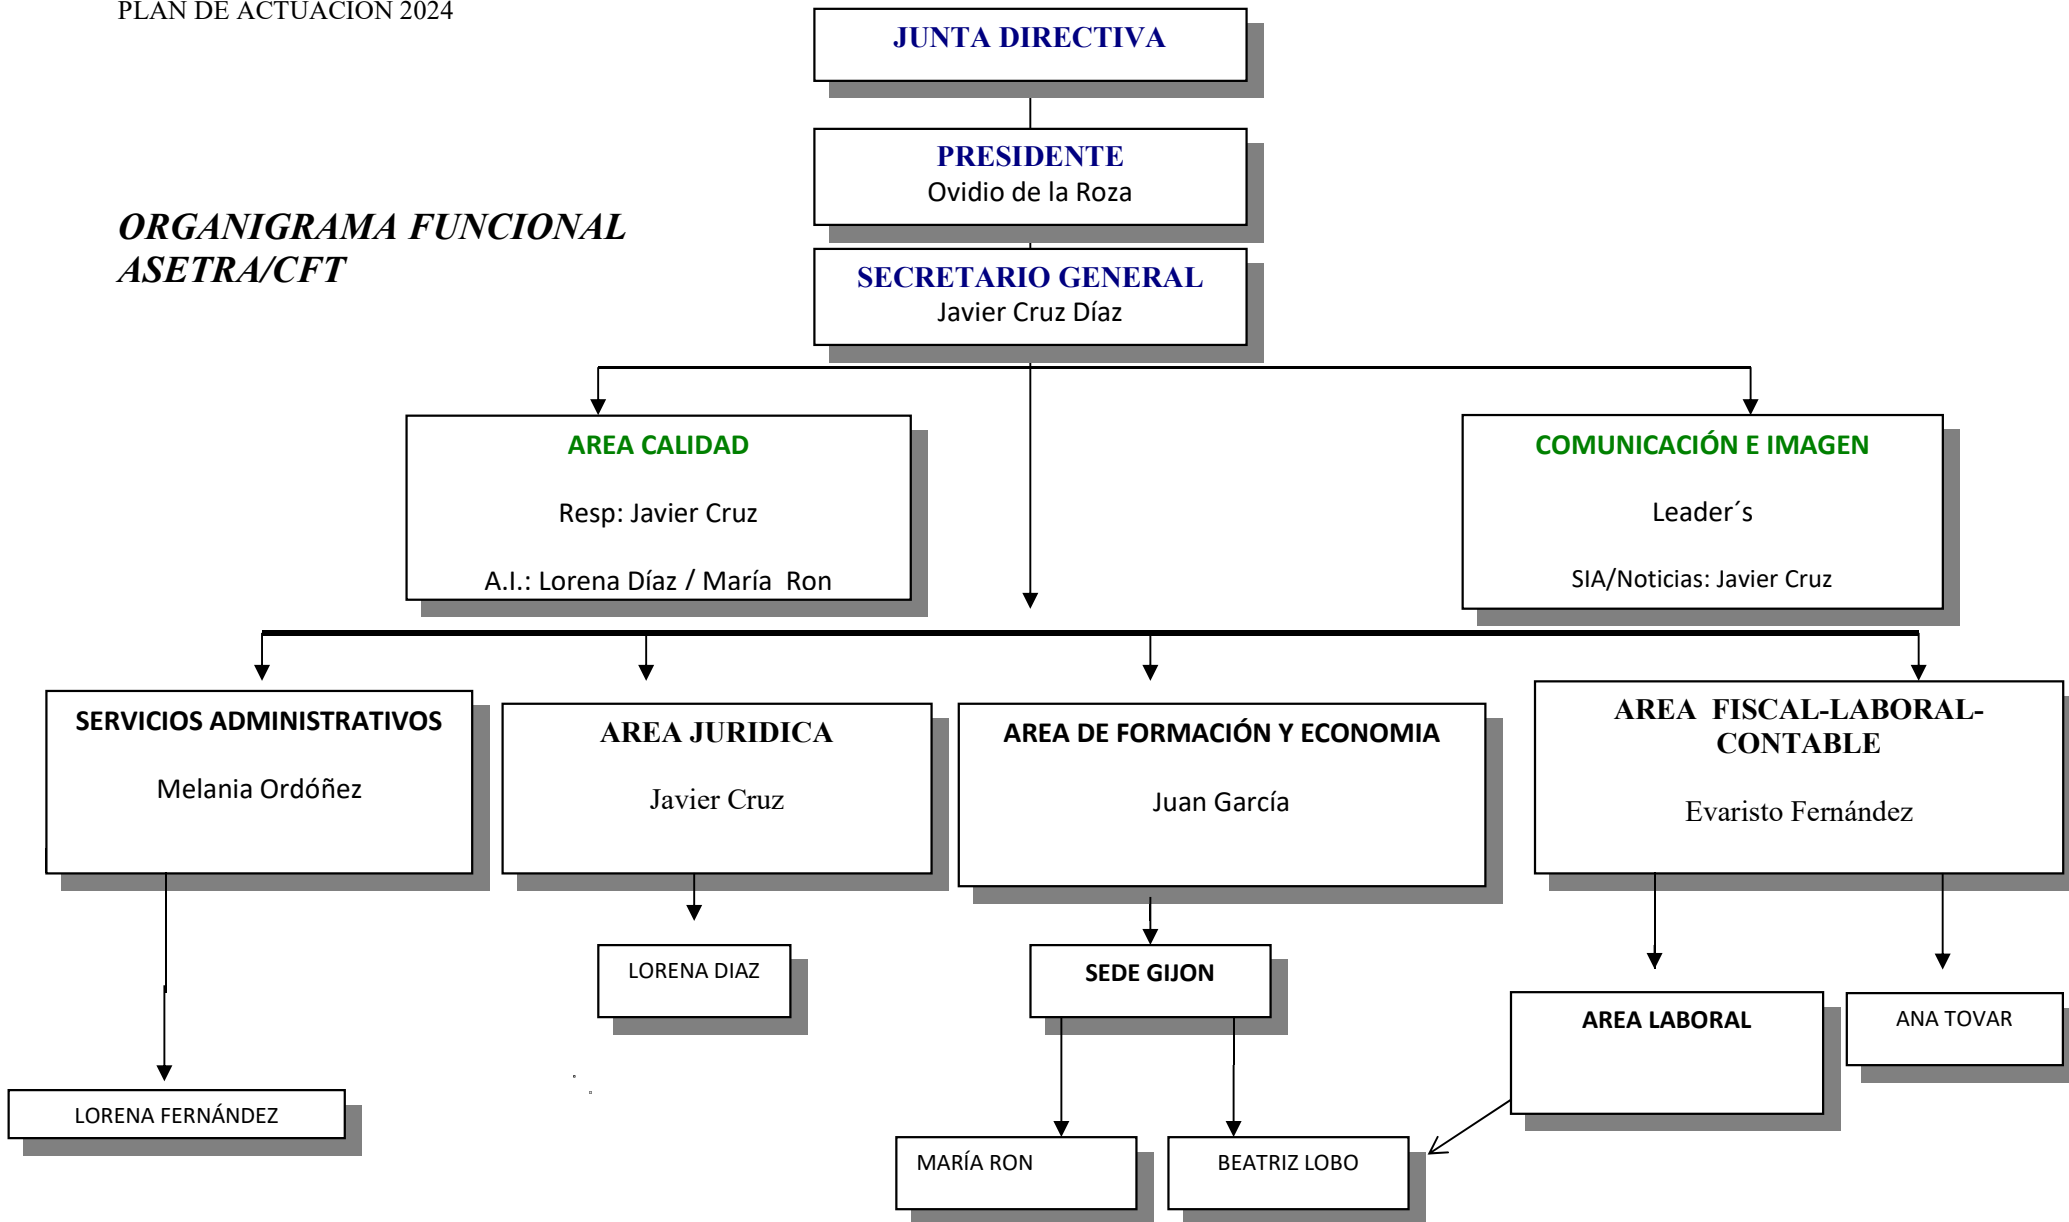 PLAN DE ACTUACIÓN 2024
JUNTA DIRECTIVA
PRESIDENTE
Ovidio de la Roza
ORGANIGRAMA FUNCIONAL
ASETRA/CFT
SECRETARIO GENERAL
Javier Cruz Díaz
AREA CALIDAD
Resp: Javier Cruz
A.I.: Lorena Díaz / María  Ron
COMUNICACIÓN E IMAGEN
Leader´s
SIA/Noticias: Javier Cruz
SERVICIOS ADMINISTRATIVOS
Melania Ordóñez
AREA JURIDICA
Javier Cruz
AREA DE FORMACIÓN Y ECONOMIA
Juan García
AREA  FISCAL-LABORAL-
CONTABLE
Evaristo Fernández
LORENA DIAZ
SEDE GIJON
AREA LABORAL
ANA TOVAR
LORENA FERNÁNDEZ
MARÍA RON
BEATRIZ LOBO